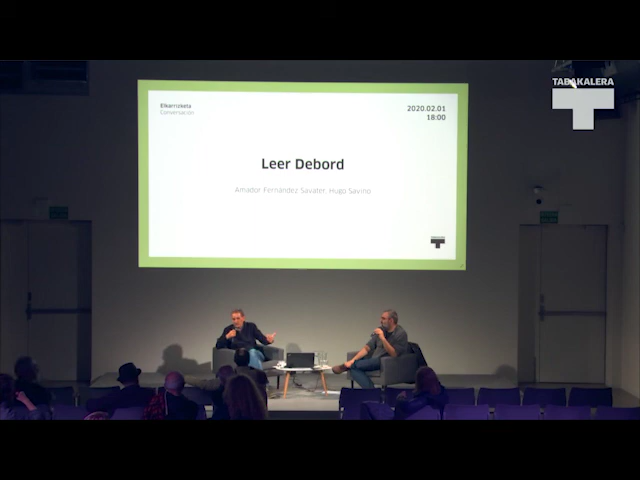 TABAKALERA
Elkarrizketa
Conversación
2020.02.01
18:00
Leer Debord
Amador Fernández Savater, Hugo Savino